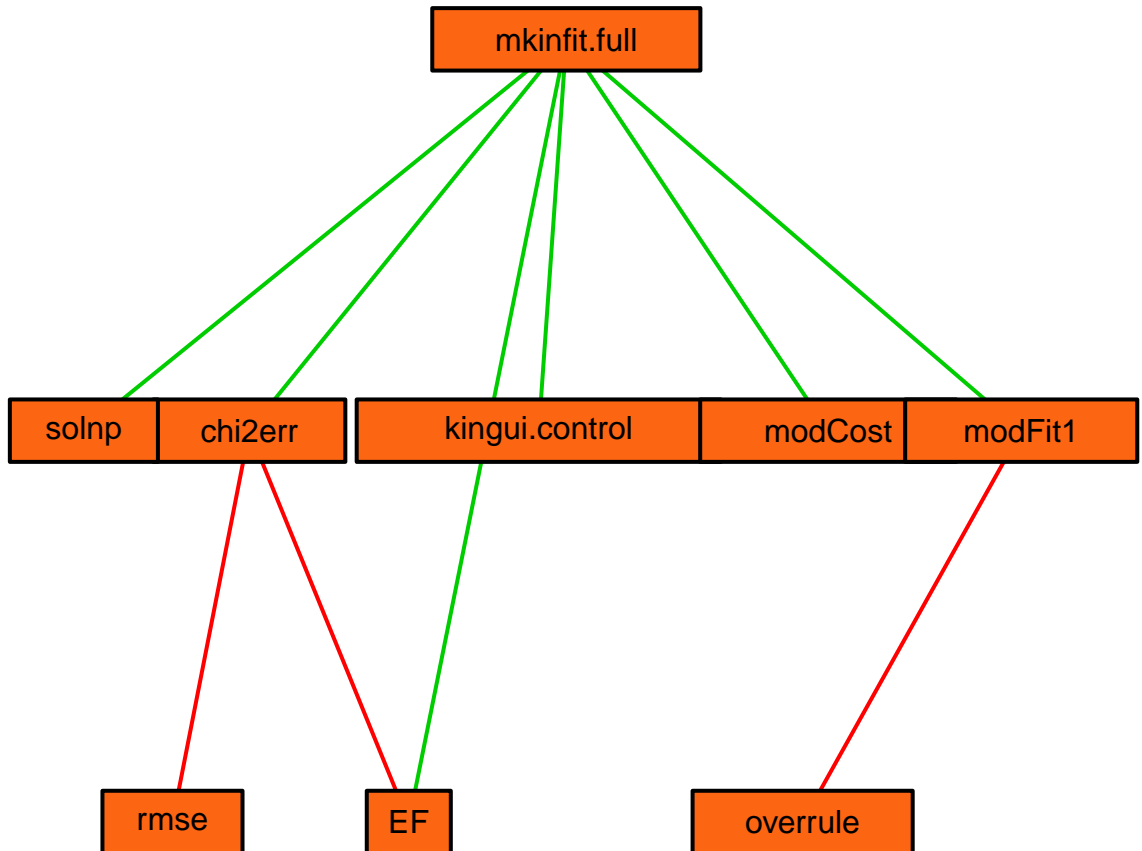 mkinfit.full
solnp
chi2err
kingui.control
modCost
modFit1
rmse
EF
overrule